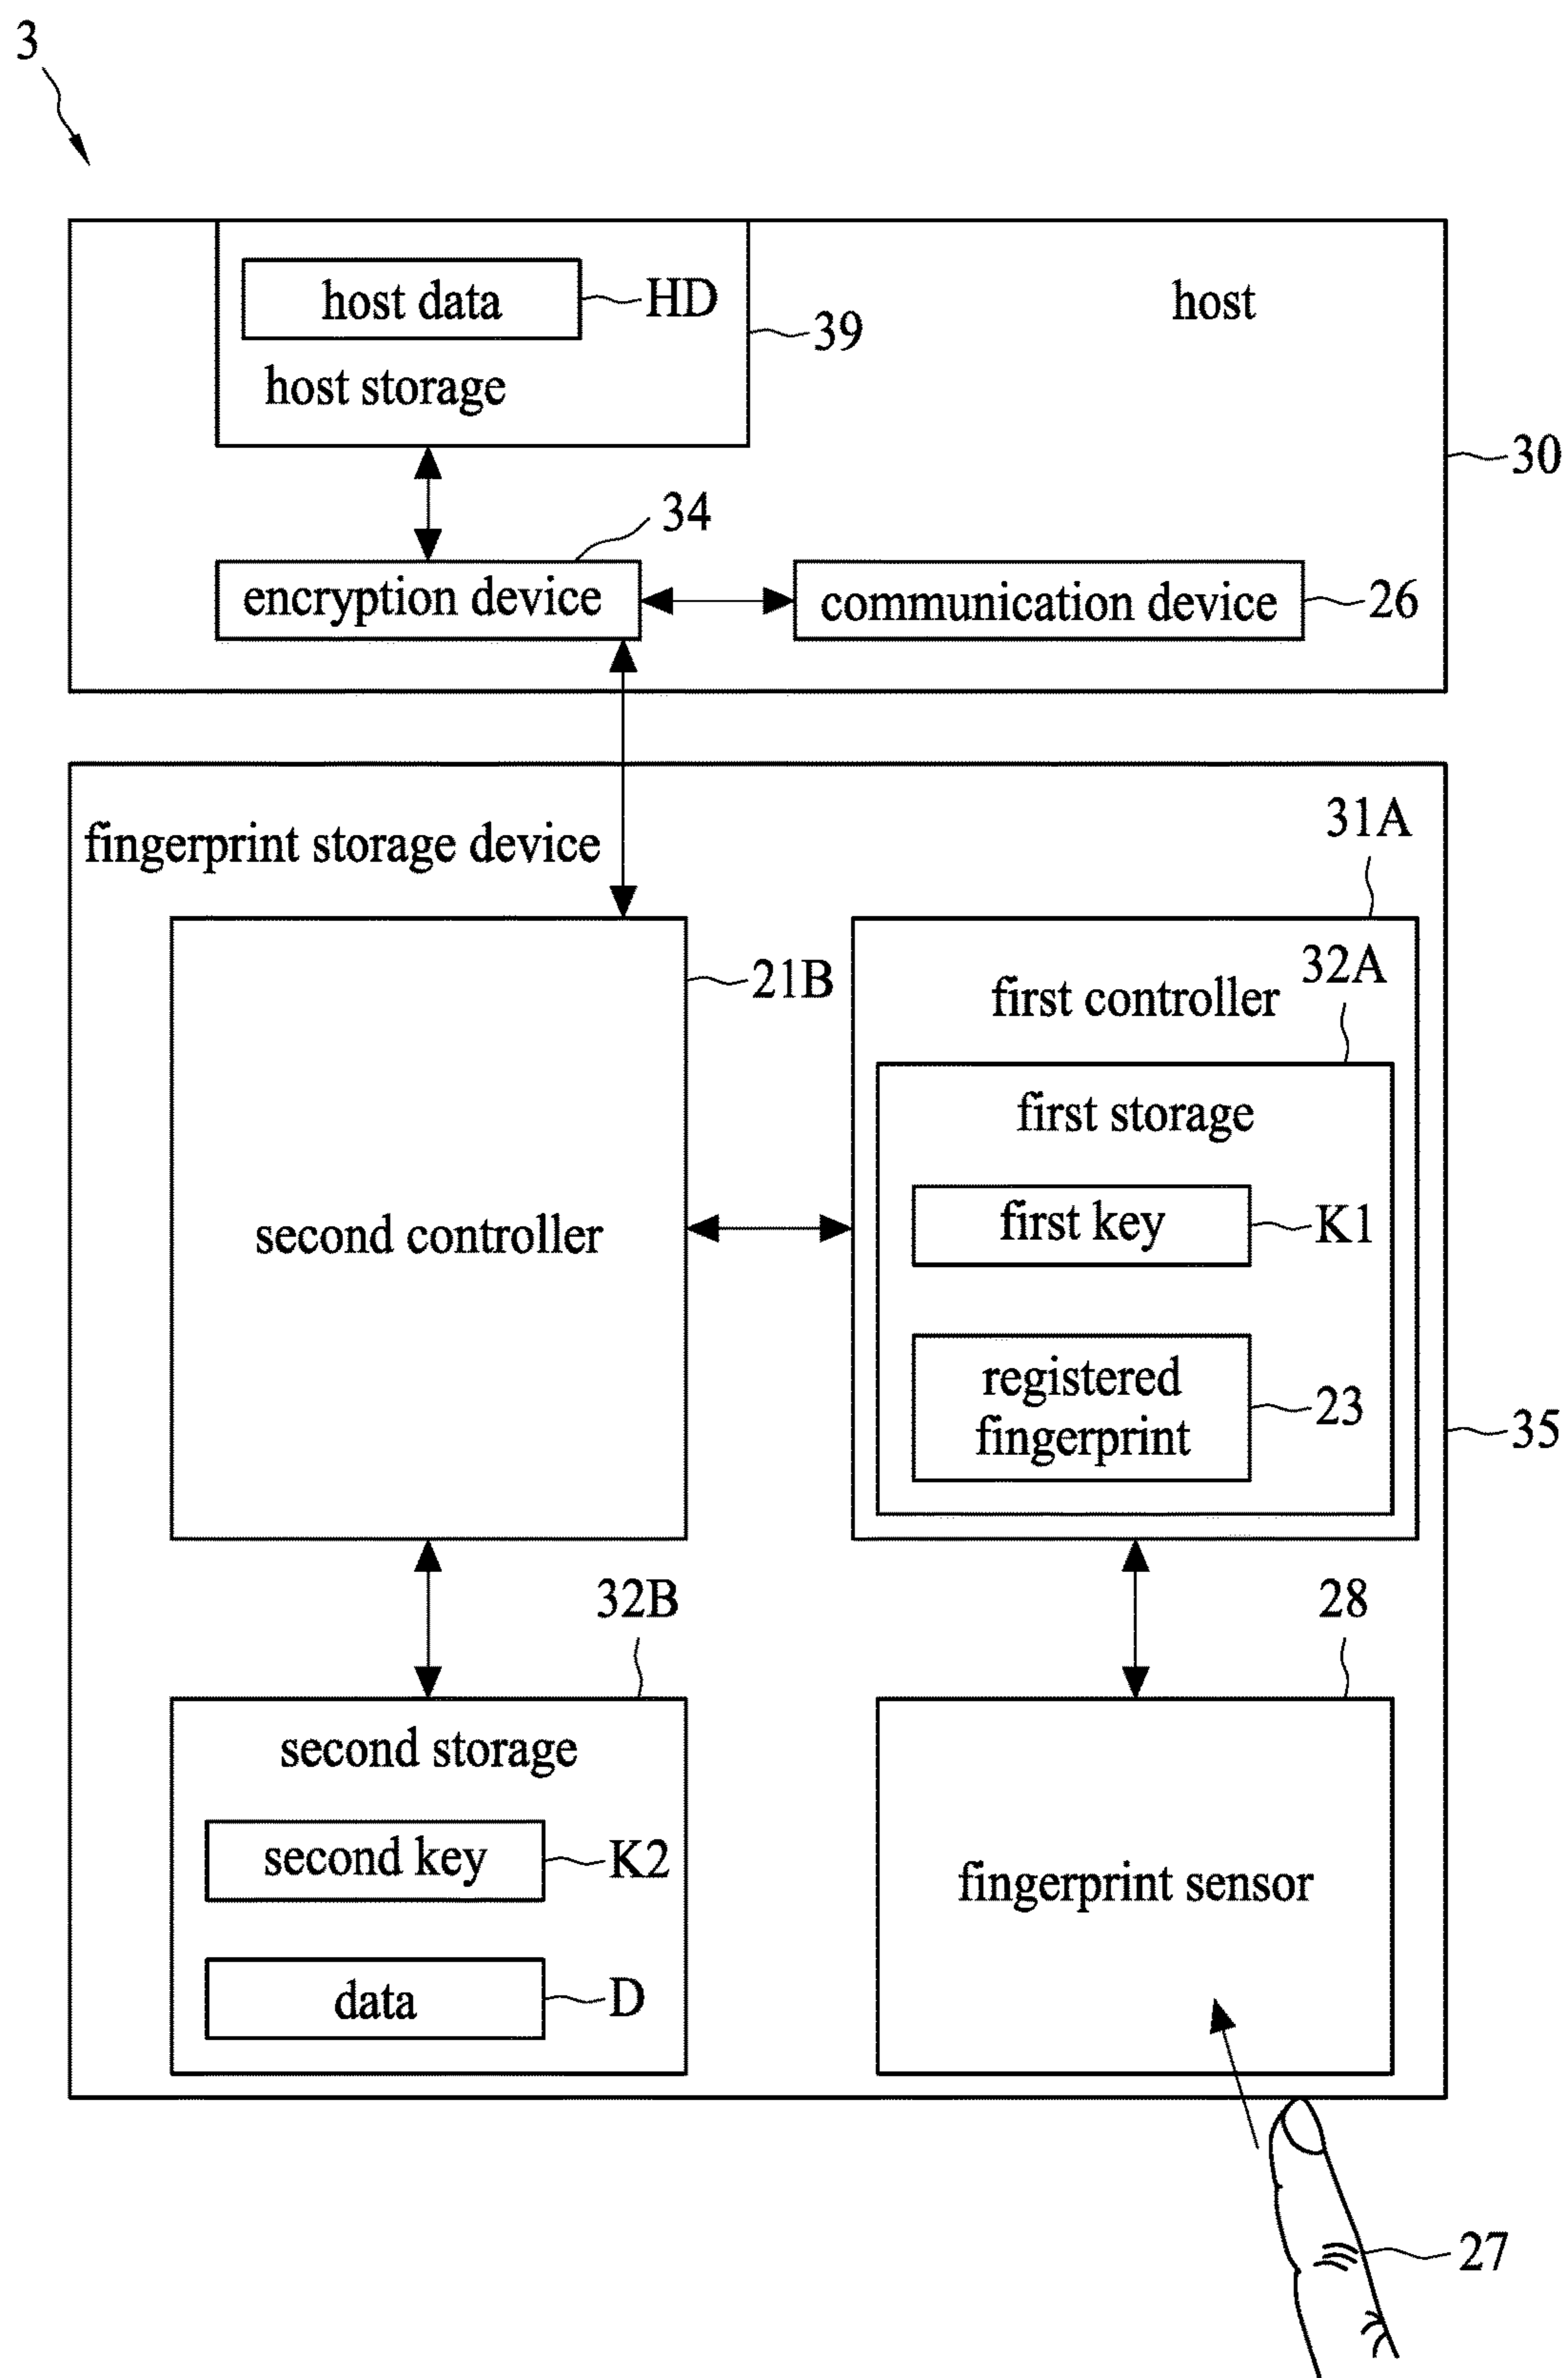 3
host data
HD
host
39
host storage
30
34
encryption device
communication device
26
fingerprint storage device
31A
21B
32A
first controller
first storage
second controller
first key
K1
registered
fingerprint
23
35
32B
28
second storage
second key
K2
fingerprint sensor
data
D
27